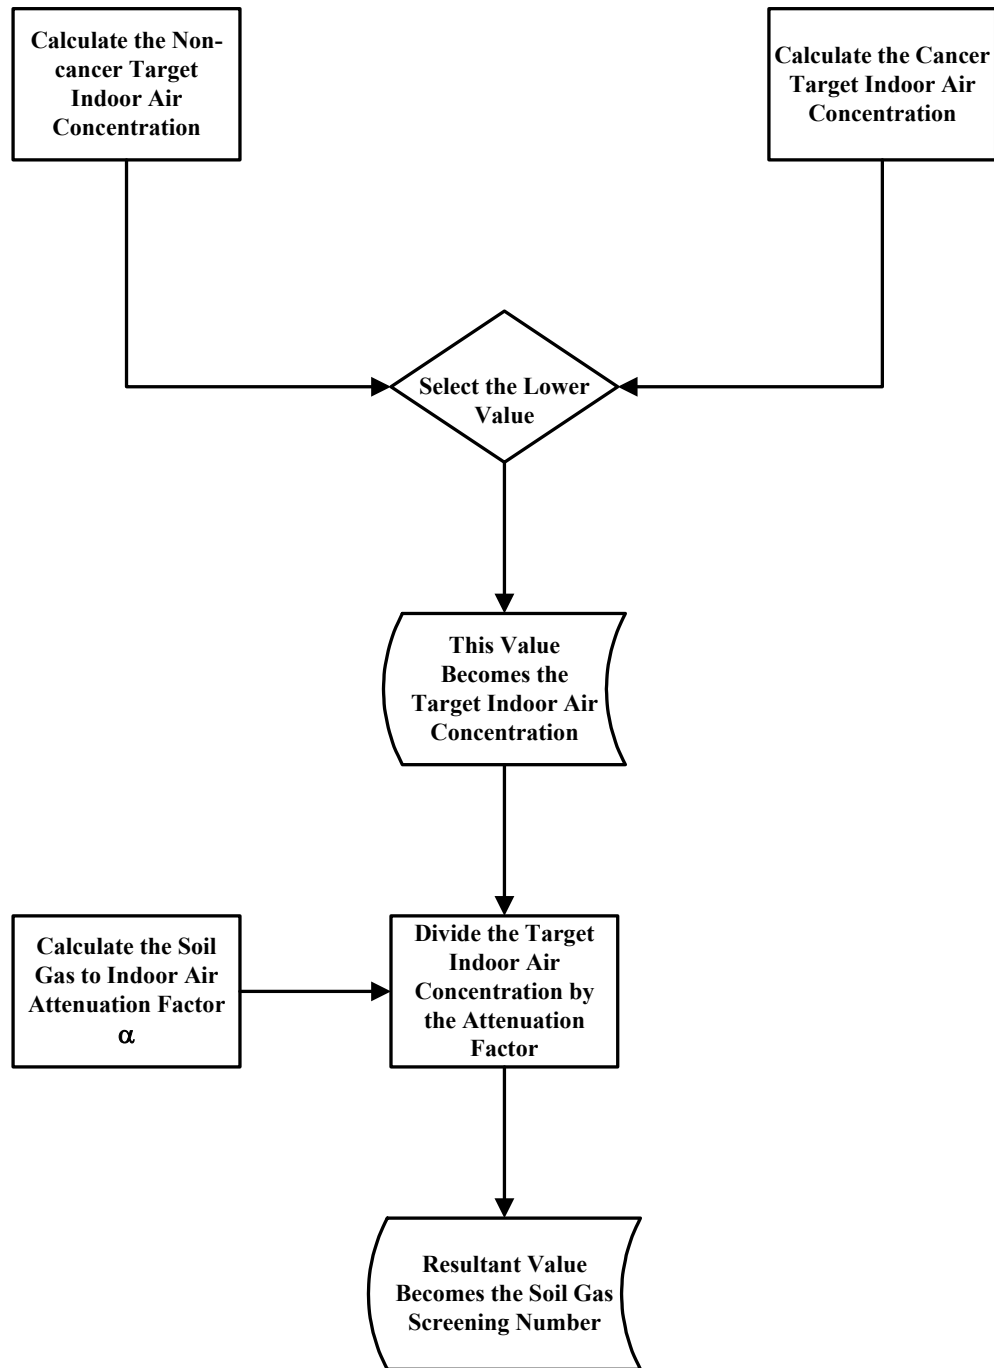 Calculate the Non-
cancer Target
Indoor Air
Concentration
Calculate the Cancer
Target Indoor Air
Concentration
Select the Lower
Value
This Value
Becomes the
Target Indoor Air
Concentration
Calculate the Soil
Gas to Indoor Air
Attenuation Factor
α
Divide the Target
Indoor Air
Concentration by
the Attenuation
Factor
Resultant Value
Becomes the Soil Gas
Screening Number